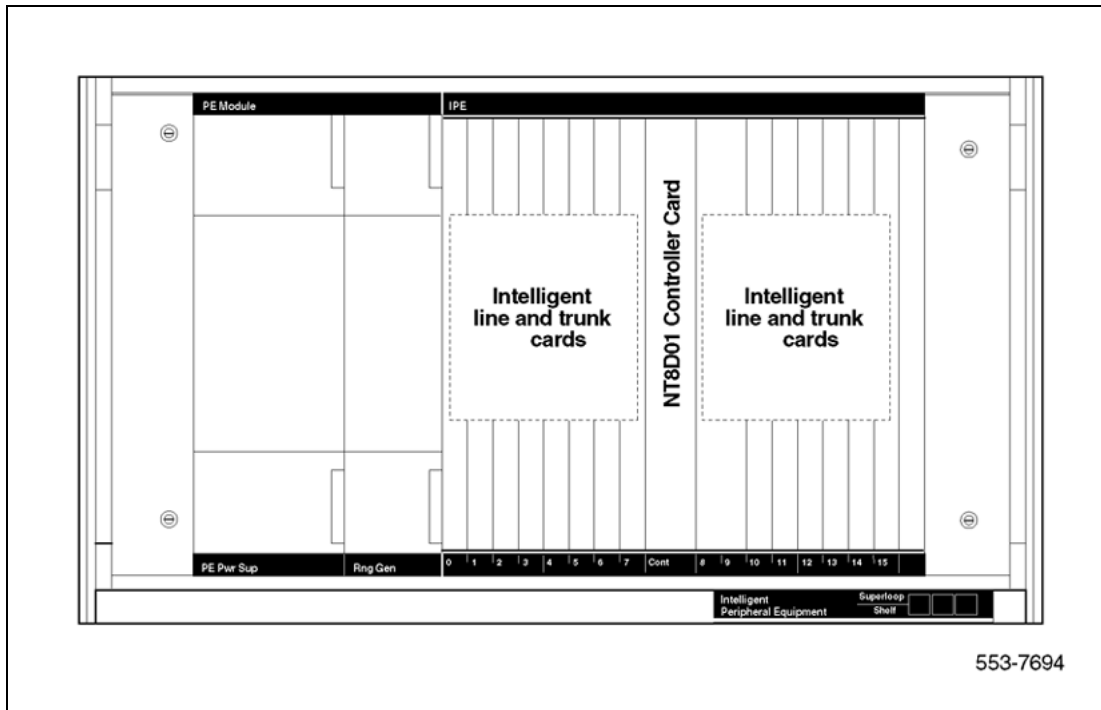 PE Module
IPE
Intelligent
line and trunk
cards
NT8D01 Controller Card
Intelligent
line and trunk
cards
PE Pwr Sup
Rng Gen
0 1 2 3 4 5 6 7 Cont 8 9 10 11 12 13 14 15
Intelligent
Peripheral Equipment
Superloop
Shelf
553-7694